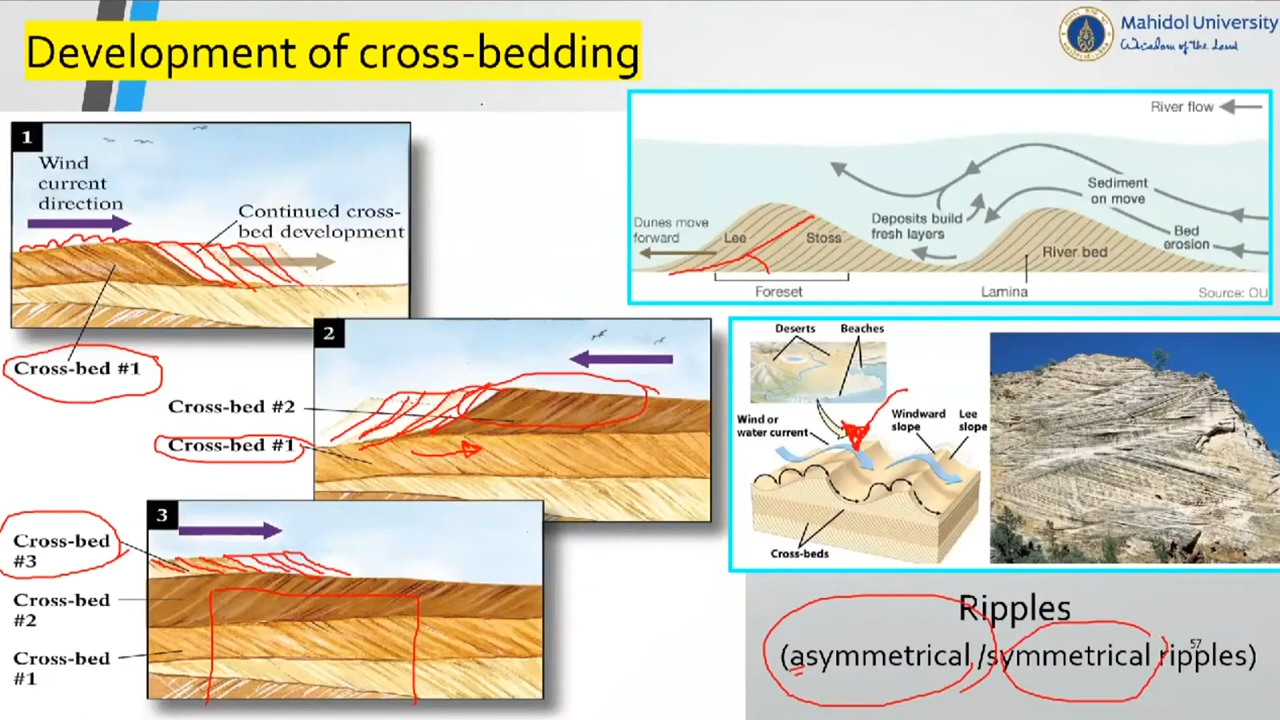 Development of cross-bedding
Mahidol University
Wisdom of the Land
1
Wind
current
direction
Continued cross-
bed development
Cross-bed #1
2
Cross-bed #2
Cross-bed #1
3
Cross-bed
#3
Cross-bed
#2
Cross-bed
#1
River flow
Sediment
on move
Deposits build
fresh layers
Dunes move
forward
Lee
Stoss
Bed
erosion
River bed
Foreset
Lamina
Source: OU
Deserts
Beaches
Wind or
water current
Windward
slope
Lee
slope
Cross-beds
Ripples
(asymmetrical /symmetrical ripples)
57